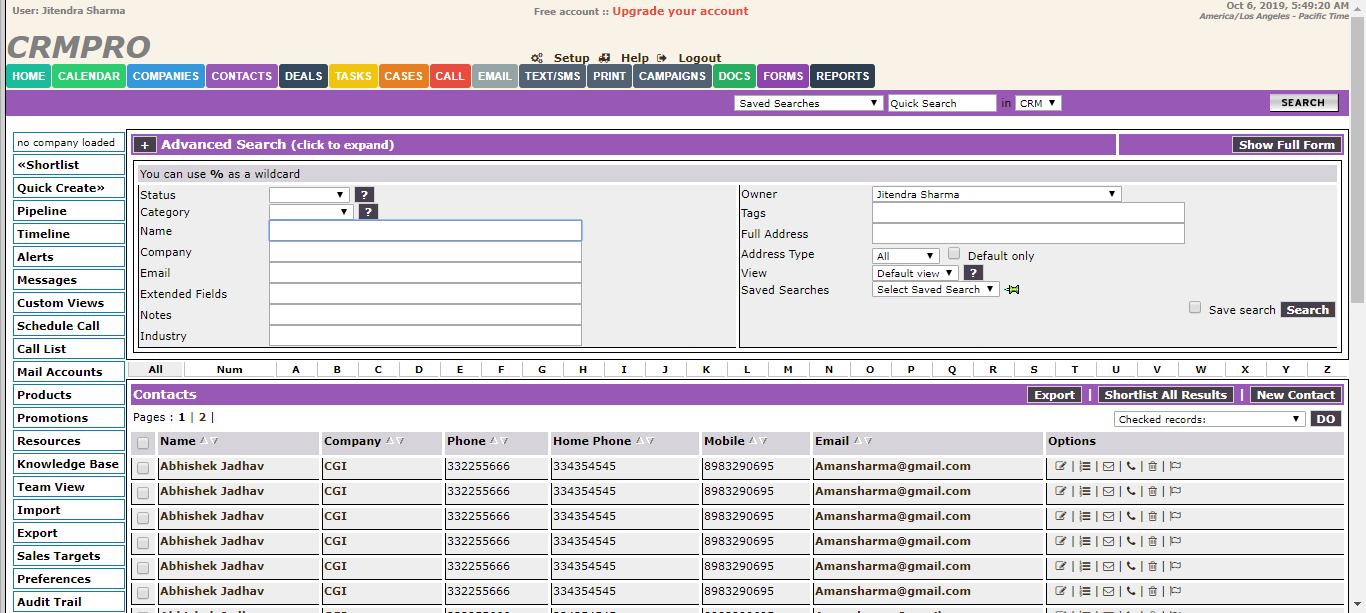 User: Jitendra Sharma
Free account :: Upgrade your account
Oct 6, 2019, 5:49:20 AM
America/Los Angeles - Pacific Time
CRMPRO
Setup Help Logout
HOME CALENDAR COMPANIES CONTACTS DEALS TASKS CASES CALL EMAIL TEXT/SMS PRINT CAMPAIGNS DOCS FORMS REPORTS
Saved Searches Quick Search in CRM SEARCH
no company loaded
«Shortlist
Quick Create»
Pipeline
Timeline
Alerts
Messages
Custom Views
Schedule Call
Call List
Mail Accounts
Products
Promotions
Resources
Knowledge Base
Team View
Import
Export
Sales Targets
Preferences
Audit Trail
+ Advanced Search (click to expand) Show Full Form
You can use % as a wildcard
Status ?
Category ?
Name
Company
Email
Extended Fields
Notes
Industry
Owner Jitendra Sharma
Tags
Full Address
Address Type All Default only
View Default view ?
Saved Searches Select Saved Search
Save search Search
All Num A B C D E F G H I J K L M N O P Q R S T U V W X Y Z
Contacts Export | Shortlist All Results | New Contact
Pages : 1 | 2 |
Checked records: DO
Name Company Phone Home Phone Mobile Email Options
Abhishek Jadhav CGI 332255666 334354545 8983290695 Amansharma@gmail.com | | | | |
Abhishek Jadhav CGI 332255666 334354545 8983290695 Amansharma@gmail.com | | | | |
Abhishek Jadhav CGI 332255666 334354545 8983290695 Amansharma@gmail.com | | | | |
Abhishek Jadhav CGI 332255666 334354545 8983290695 Amansharma@gmail.com | | | | |
Abhishek Jadhav CGI 332255666 334354545 8983290695 Amansharma@gmail.com | | | | |
Abhishek Jadhav CGI 332255666 334354545 8983290695 Amansharma@gmail.com | | | | |